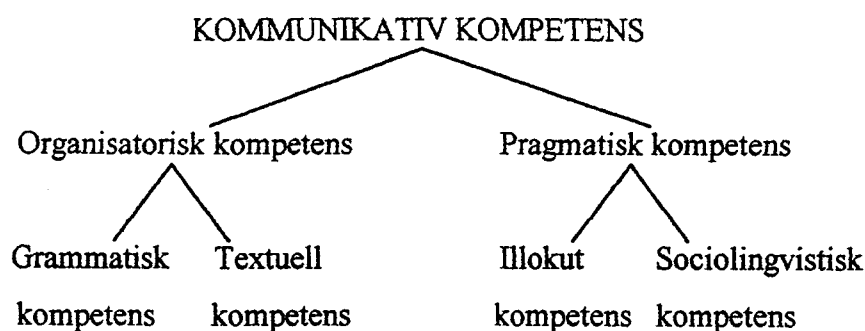 KOMMUNIKATIV KOMPETENS
Organisatorisk kompetens Pragmatisk kompetens
Grammatisk kompetens
Textuell kompetens
Illokut kompetens
Sociolingvistisk kompetens